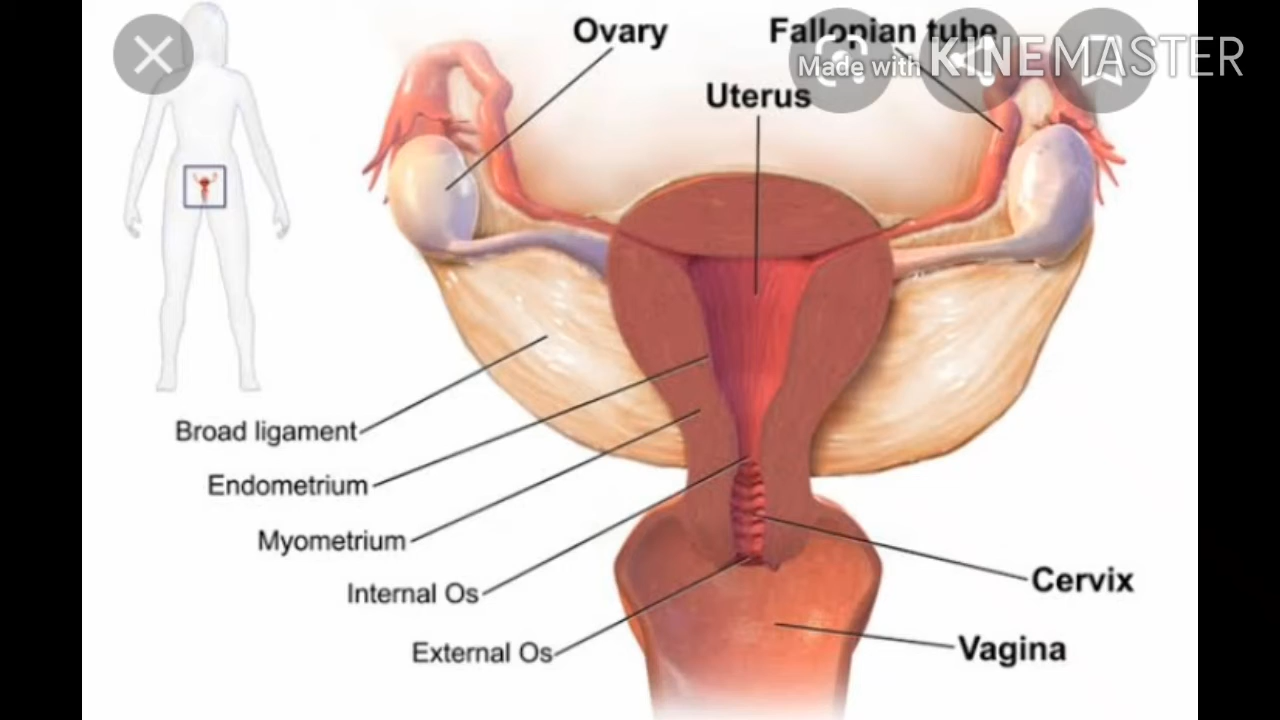 Ovary
Fallopian tube
Made with KINEMASTER
Uterus
Broad ligament
Endometrium
Myometrium
Internal Os
External Os
Cervix
Vagina